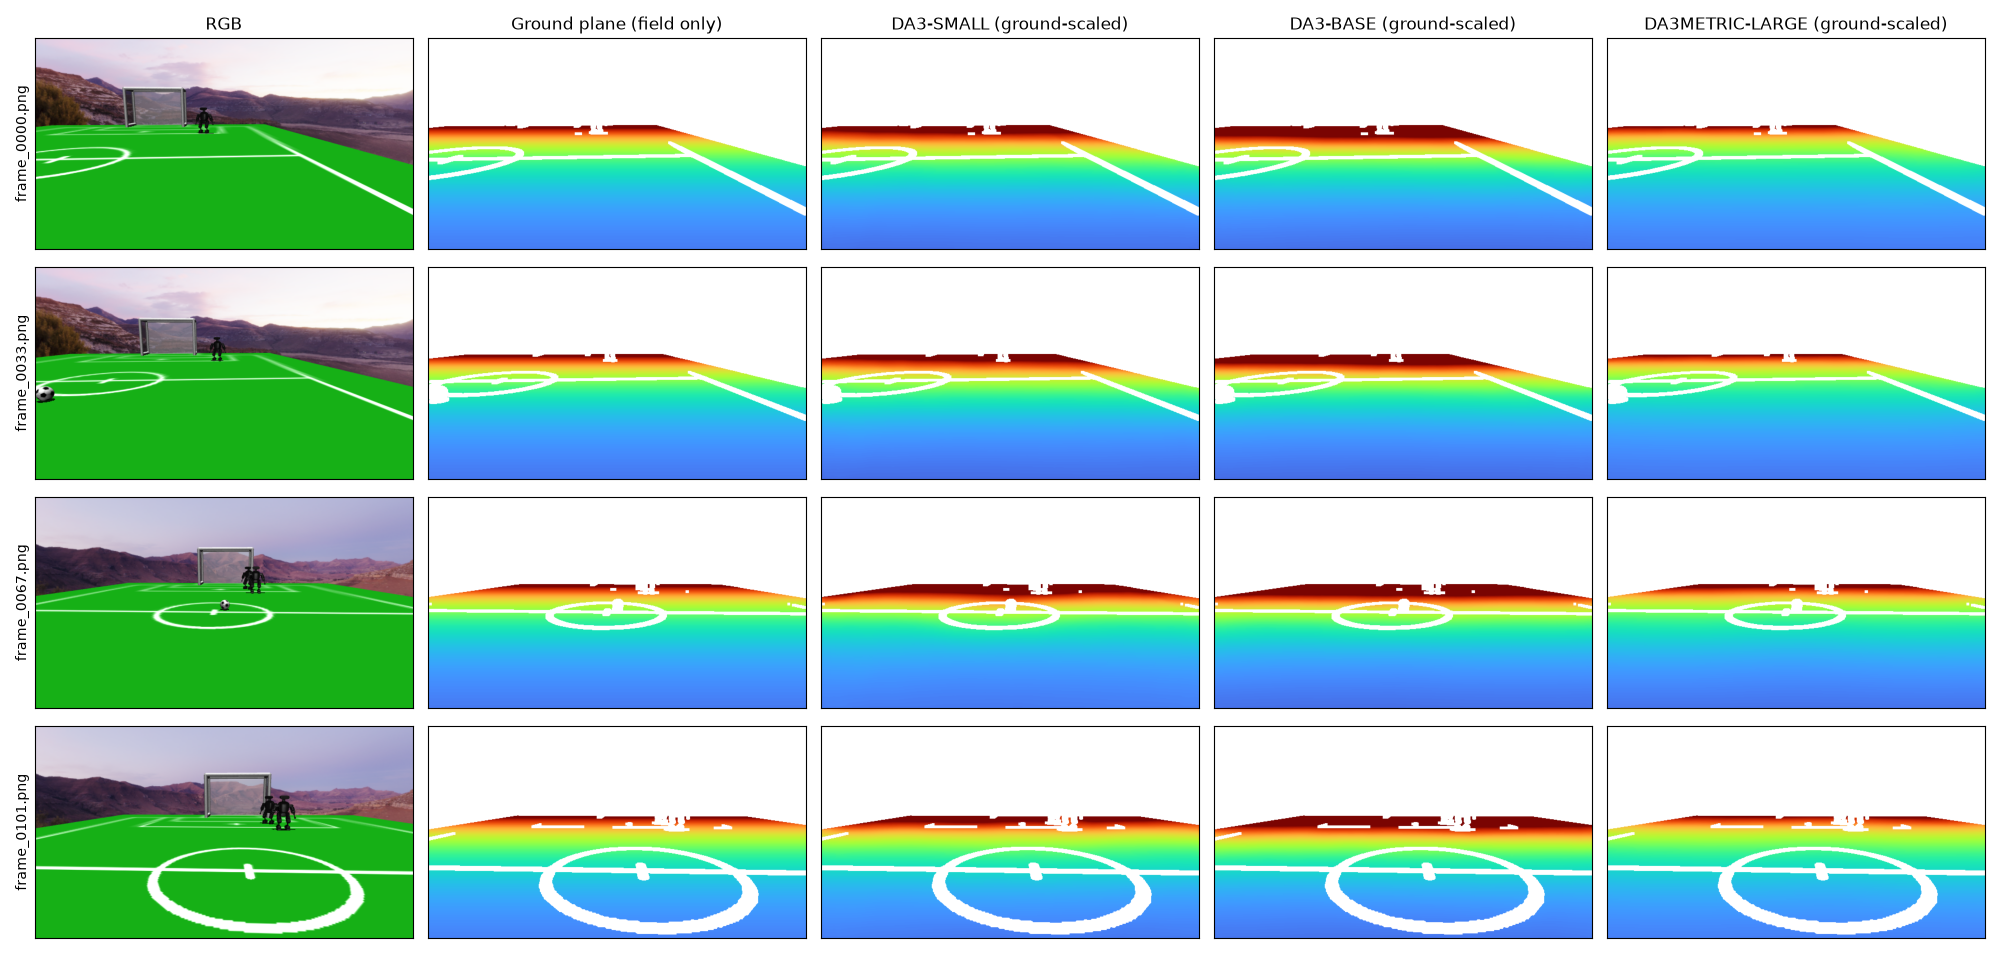 RGB
Ground plane (field only)
DA3-SMALL (ground-scaled)
DA3-BASE (ground-scaled)
DA3METRIC-LARGE (ground-scaled)
frame_0000.png
frame_0033.png
frame_0067.png
frame_0101.png